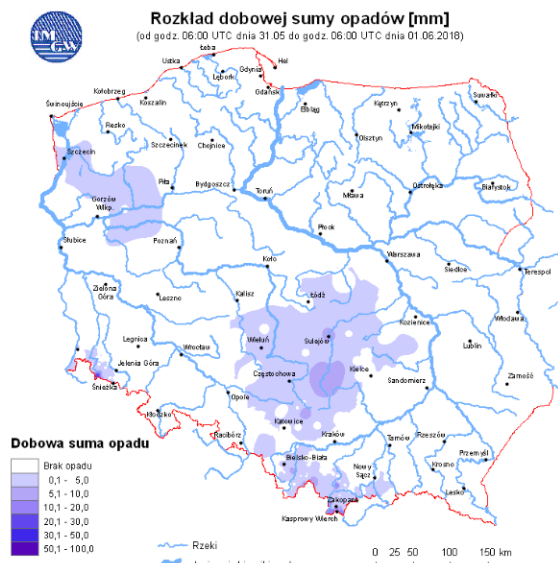 IM
GW
Rozkład dobowej sumy opadów [mm]
(od godz. 06:00 UTC dnia 31.05 do godz. 06:00 UTC dnia 01.06.2018)
Łeba
Ustka
Hel
Lębork
Gdynia
Gdańsk
Kołobrzeg
Koszalin
Suwałki
Świnoujście
Elbląg
Kętrzyn
Resko
Szczecinek
Chojnice
Olsztyn
Mikołajki
Szczecin
Piła
Bydgoszcz
Toruń
Mława
Ostrołęka
Białystok
Gorzów
Wlkp.
Płock
Słubice
Poznań
Koło
Warszawa
Siedlce
Terespol
Zielona
Góra
Leszno
Kalisz
Łódź
Kozienice
Włodawa
Legnica
Wrocław
Wieluń
Sulejów
Lublin
Jelenia Góra
Śnieżka
Częstochowa
Kielce
Sandomierz
Zamość
Opole
Kłodzko
Katowice
Racibórz
Kraków
Tarnów
Rzeszów
Przemyśl
Bielsko-Biała
Nowy
Sącz
Krosno
Lesko
Zakopane
Kasprowy Wierch
Dobowa suma opadu
Brak opadu
0,1 - 5,0
5,0 - 10,0
10,1 - 20,0
20,1 - 30,0
30,1 - 50,0
50,1 - 100,0
Rzeki
0 25 50 100 150 km